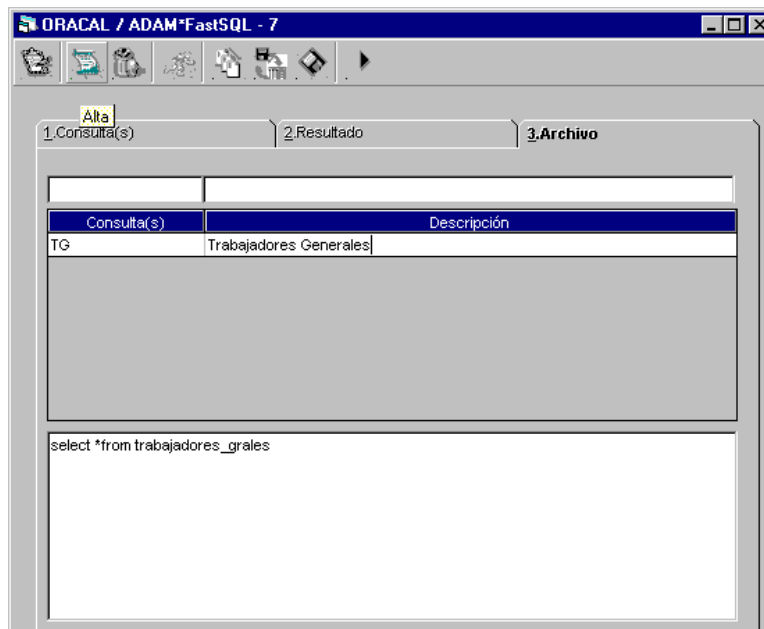 ORACAL / ADAM*FastSQL - 7
Alta
1.Consulta(s) 2.Resultado 3.Archivo
Consulta(s) Descripción
TG Trabajadores Generales
select *from trabajadores_grales